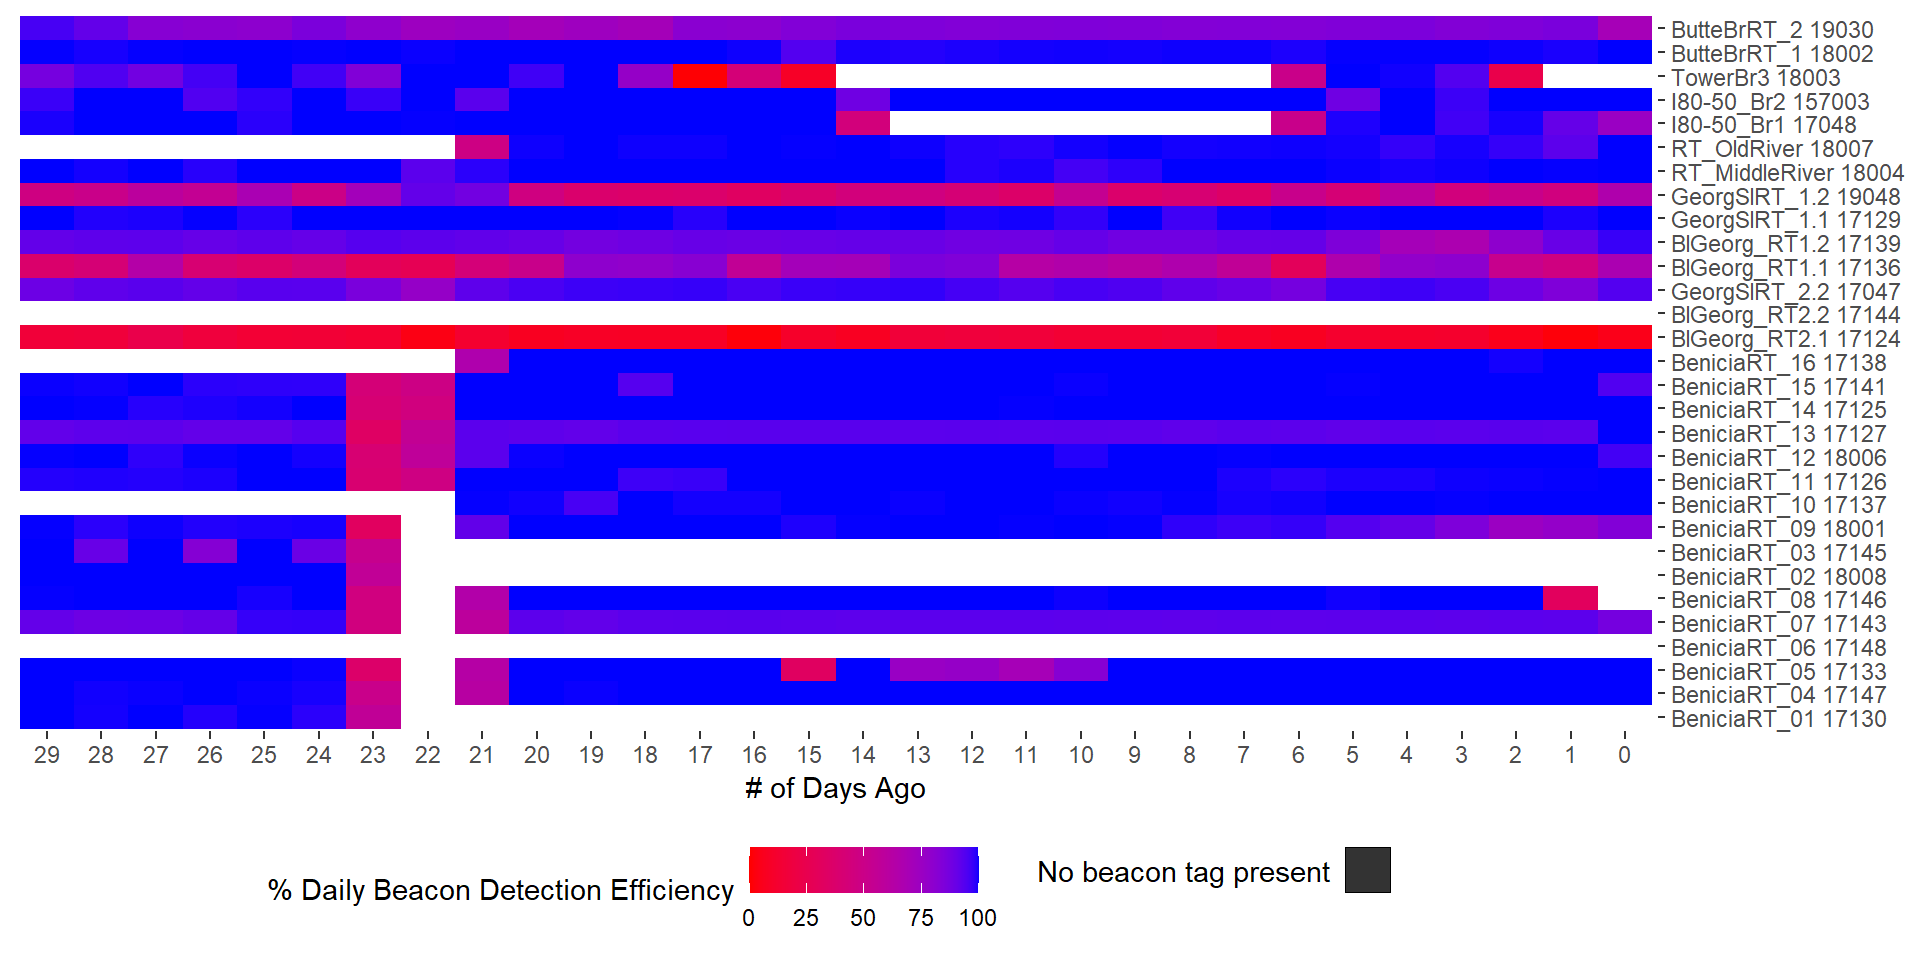 ButteBrRT_2 19030
ButteBrRT_1 18002
TowerBr3 18003
I80-50_Br2 157003
I80-50_Br1 17048
RT_OldRiver 18007
RT_MiddleRiver 18004
GeorgSlRT_1.2 19048
GeorgSlRT_1.1 17129
BlGeorg_RT1.2 17139
BlGeorg_RT1.1 17136
GeorgSlRT_2.2 17047
BlGeorg_RT2.2 17144
BlGeorg_RT2.1 17124
BeniciaRT_16 17138
BeniciaRT_15 17141
BeniciaRT_14 17125
BeniciaRT_13 17127
BeniciaRT_12 18006
BeniciaRT_11 17126
BeniciaRT_10 17137
BeniciaRT_09 18001
BeniciaRT_03 17145
BeniciaRT_02 18008
BeniciaRT_08 17146
BeniciaRT_07 17143
BeniciaRT_06 17148
BeniciaRT_05 17133
BeniciaRT_04 17147
BeniciaRT_01 17130
29 28 27 26 25 24 23 22 21 20 19 18 17 16 15 14 13 12 11 10 9 8 7 6 5 4 3 2 1 0
# of Days Ago
% Daily Beacon Detection Efficiency
0 25 50 75 100
No beacon tag present